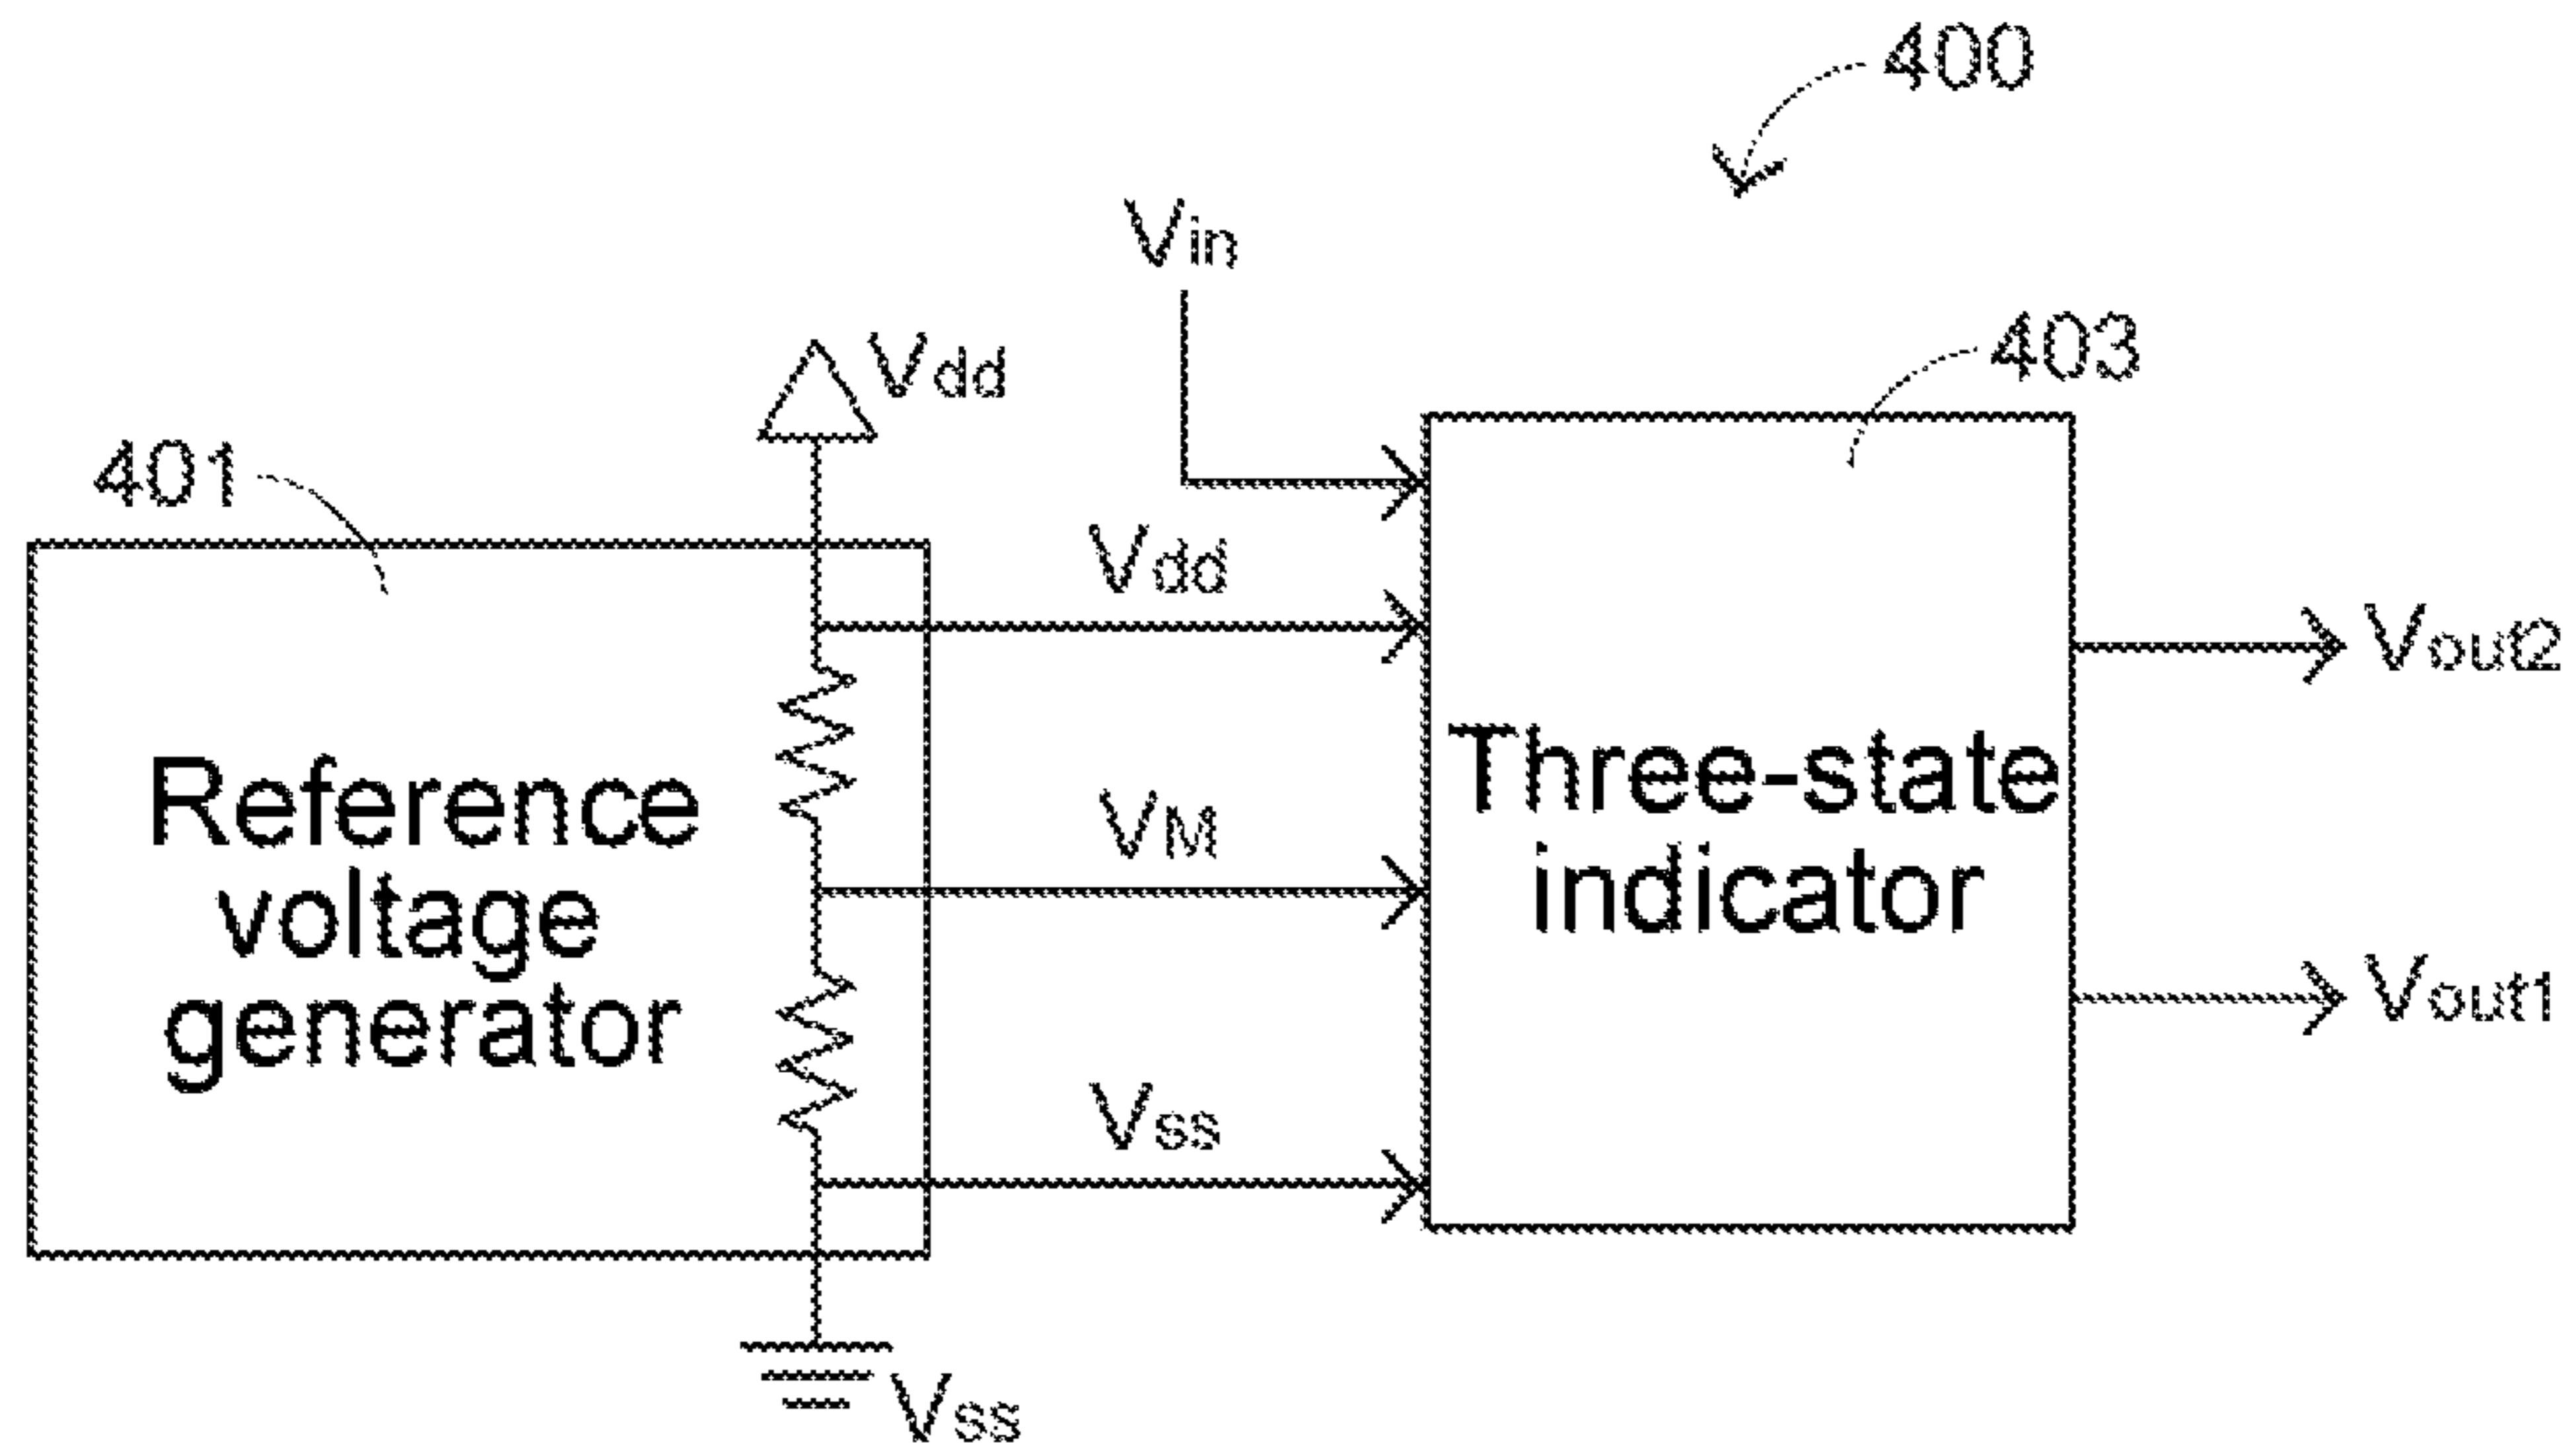 400
Vin
403
Vdd
401
Vdd
Vout2
Reference
voltage
generator
VM
Three-state
indicator
Vout1
Vss
Vss